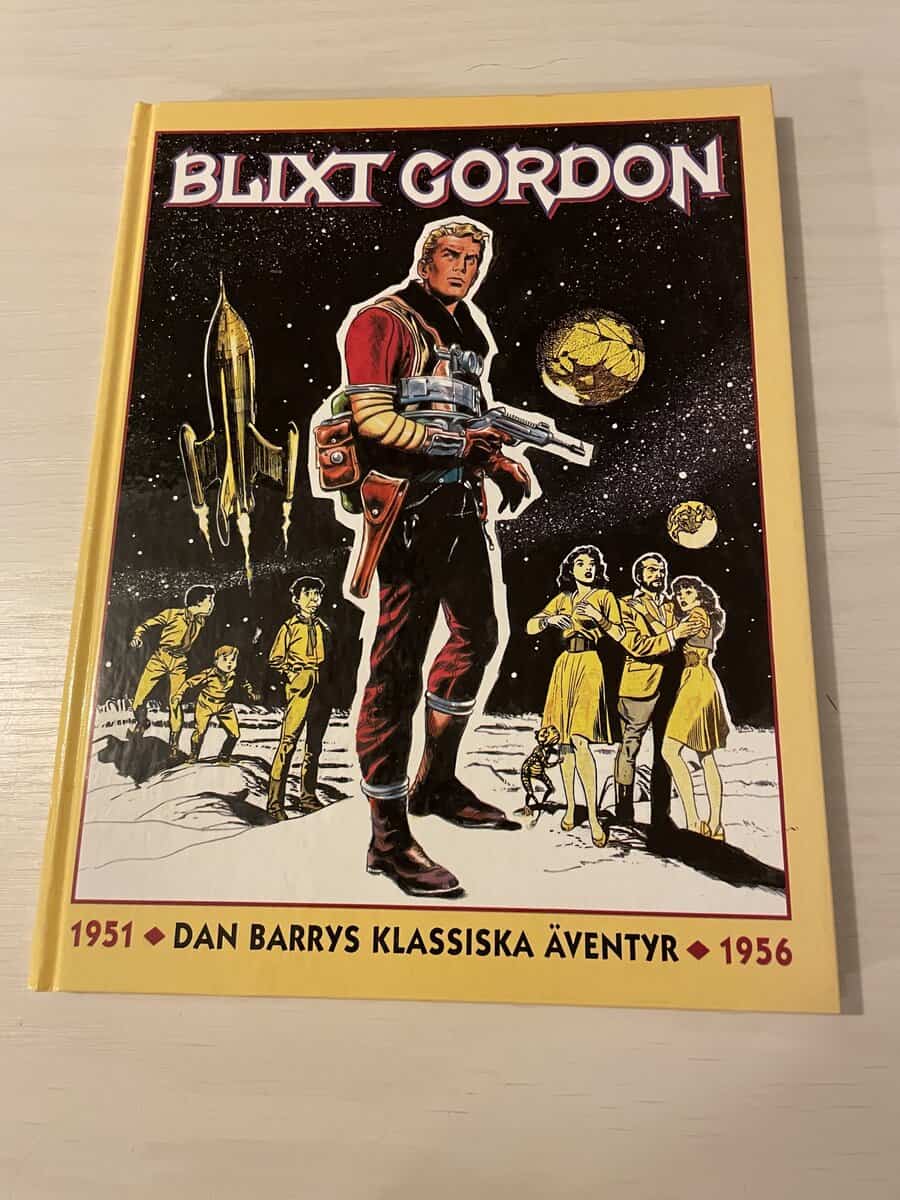 BLIXT GORDON
1951 ◆ DAN BARRYS KLASSISKA ÄVENTYR ◆ 1956